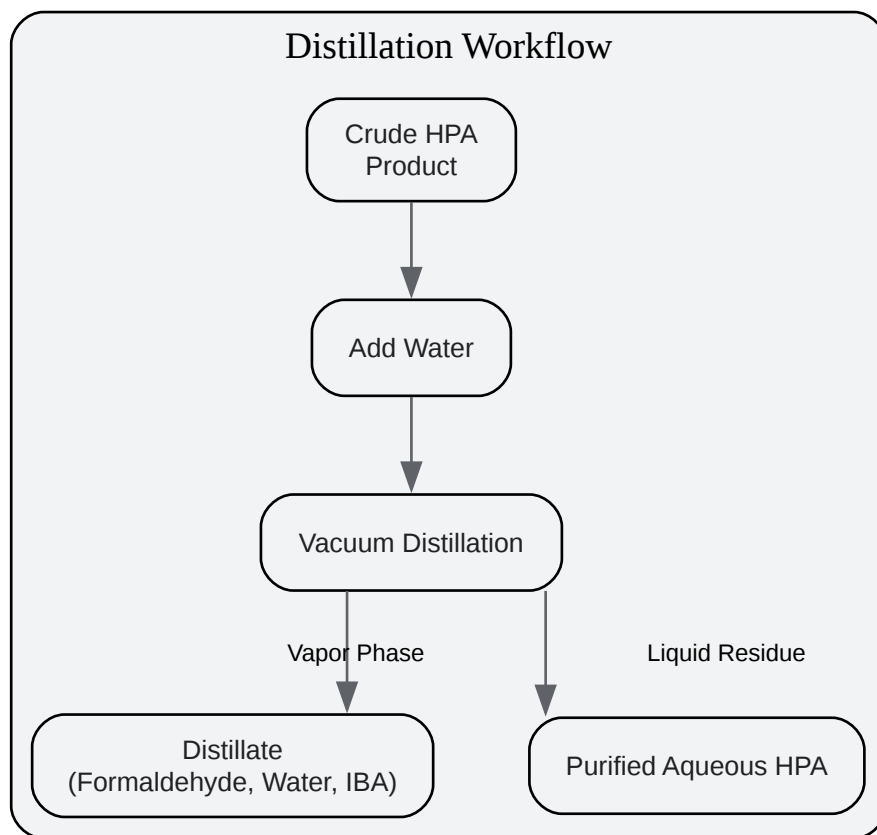 Distillation Workflow
Crude HPA
Product
Add Water
Vacuum Distillation
Vapor Phase
Liquid Residue
Distillate
(Formaldehyde, Water, IBA)
Purified Aqueous HPA